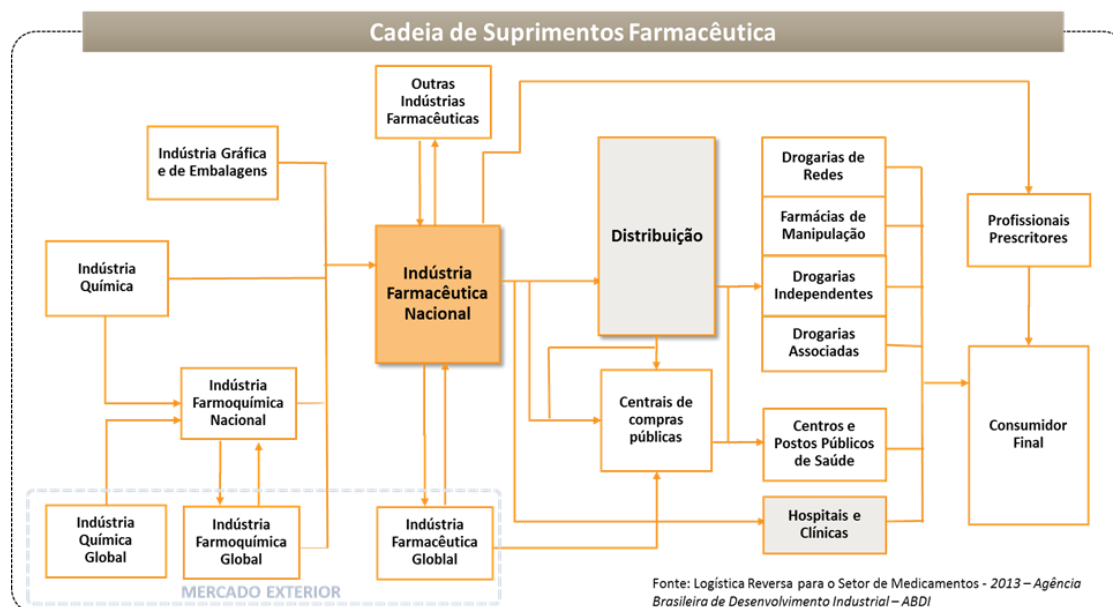 Cadeia de Suprimentos Farmacêutica
Outras
Indústrias
Farmacêuticas
Indústria Gráfica
e de Embalagens
Indústria
Química
Indústria
Farmacêutica
Nacional
Distribuição
Drogarias de
Redes
Farmácias de
Manipulação
Drogarias
Independentes
Drogarias
Associadas
Profissionais
Prescritores
Indústria
Farmoquímica
Nacional
Centrais de
compras
públicas
Centros e
Postos Públicos
de Saúde
Consumidor
Final
Indústria
Química
Global
Indústria
Farmoquímica
Global
Indústria
Farmacêutica
Globlal
Hospitais e
Clínicas
MERCADO EXTERIOR
Fonte: Logística Reversa para o Setor de Medicamentos - 2013 – Agência
Brasileira de Desenvolvimento Industrial – ABDI